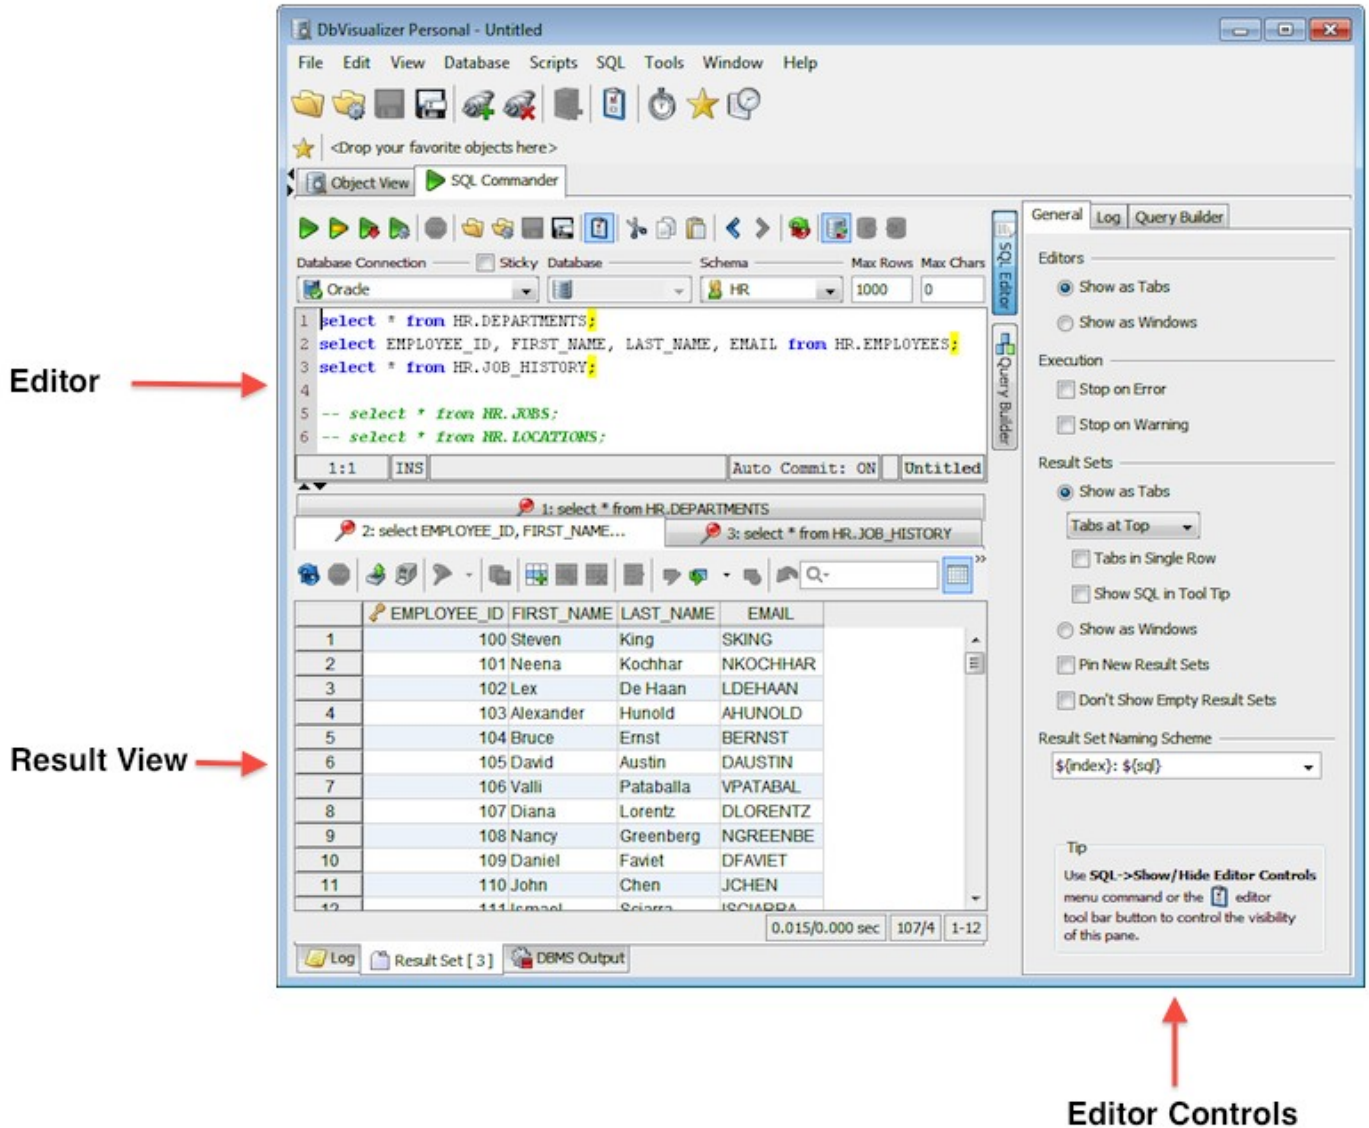 DbVisualizer Personal - Untitled
File Edit View Database Scripts SQL Tools Window Help
<Drop your favorite objects here>
Object View SQL Commander
General Log Query Builder
Database Connection Sticky Database Schema Max Rows Max Chars
Oracle HR 1000 0
SQL Editor
Query Builder
1 select * from HR.DEPARTMENTS;
2 select EMPLOYEE_ID, FIRST_NAME, LAST_NAME, EMAIL from HR.EMPLOYEES;
3 select * from HR.JOB_HISTORY;
4
5 -- select * from HR.JOBS;
6 -- select * from HR.LOCATIONS;
1:1 INS Auto Commit: ON Untitled
Editor
1: select * from HR.DEPARTMENTS
2: select EMPLOYEE_ID, FIRST_NAME... 3: select * from HR.JOB_HISTORY
EMPLOYEE_ID FIRST_NAME LAST_NAME EMAIL
1 100 Steven King SKING
2 101 Neena Kochhar NKOCHHAR
3 102 Lex De Haan LDEHAAN
4 103 Alexander Hunold AHUNOLD
5 104 Bruce Ernst BERNST
6 105 David Austin DAUSTIN
7 106 Valli Pataballa VPATABAL
8 107 Diana Lorentz DLORENTZ
9 108 Nancy Greenberg NGREENBE
10 109 Daniel Faviet DFAVIET
11 110 John Chen JCHEN
12 111 Ismael Sciarra ISCIARRA
Result View
0.015/0.000 sec 107/4 1-12
Log Result Set [ 3 ] DBMS Output
Editors
Show as Tabs
Show as Windows
Execution
Stop on Error
Stop on Warning
Result Sets
Show as Tabs
Tabs at Top
Tabs in Single Row
Show SQL in Tool Tip
Show as Windows
Pin New Result Sets
Don't Show Empty Result Sets
Result Set Naming Scheme
${index}: ${sql}
Tip
Use SQL->Show/Hide Editor Controls
menu command or the editor
tool bar button to control the visibility
of this pane.
Editor Controls